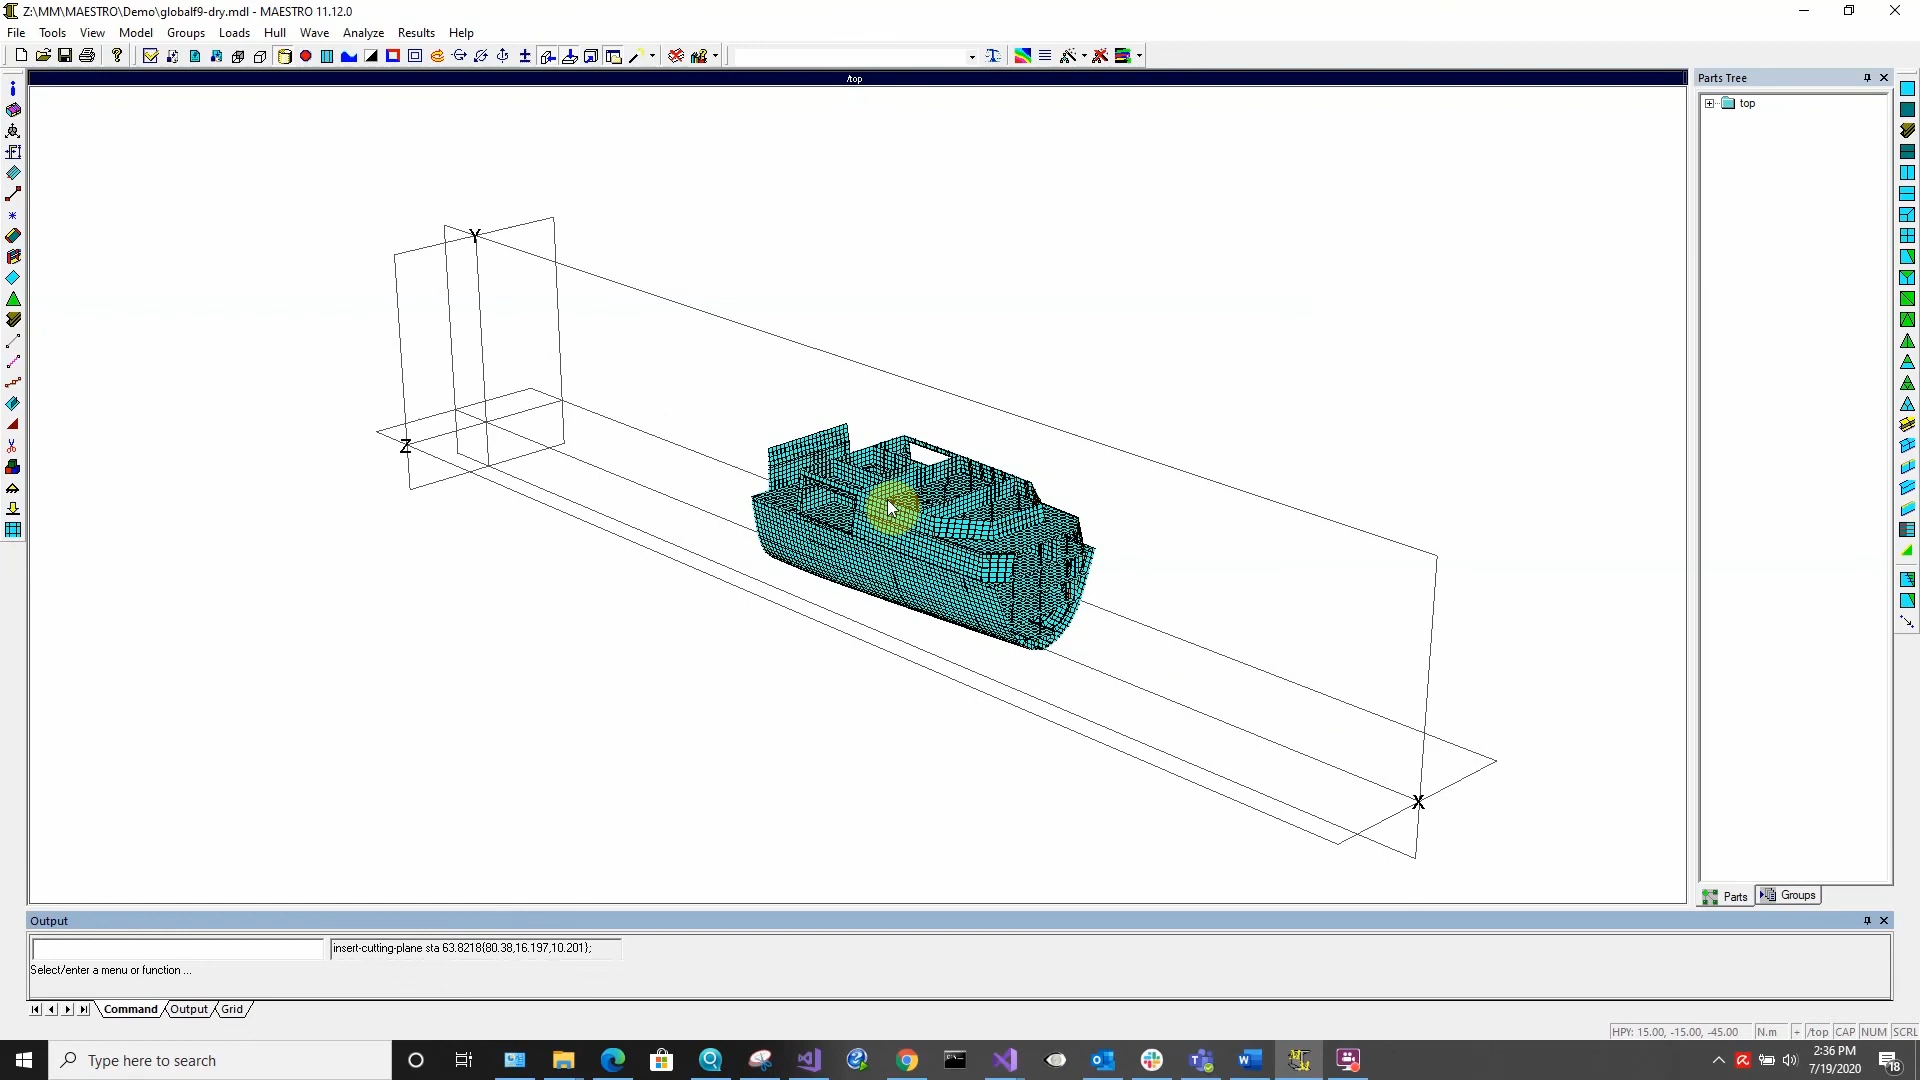 Z:\MM\MAESTRO\Demo\globalf9-dry.mdl - MAESTRO 11.12.0
File Tools View Model Groups Loads Hull Wave Analyze Results Help
/top
Parts Tree
top
Y
Z
X
Parts Groups
Output
insert-cutting-plane sta 63.8218{80.38,16.197,10.201};
Select/enter a menu or function ...
Command Output Grid
HPY: 15.00, -15.00, -45.00 N.m + /top CAP NUM SCRL
Type here to search
2:36 PM
7/19/2020
18